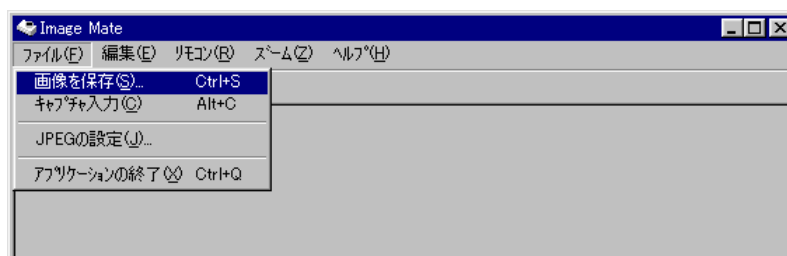 Image Mate
ﾌｧｲﾙ(F) 編集(E) ﾘﾓｺﾝ(R) ｽﾞｰﾑ(Z) ﾍﾙﾌﾟ(H)
画像を保存(S)... Ctrl+S
ｷｬﾌﾟﾁｬ入力(C) Alt+C
JPEGの設定(J)...
ｱﾌﾟﾘｹｰｼｮﾝの終了(X) Ctrl+Q